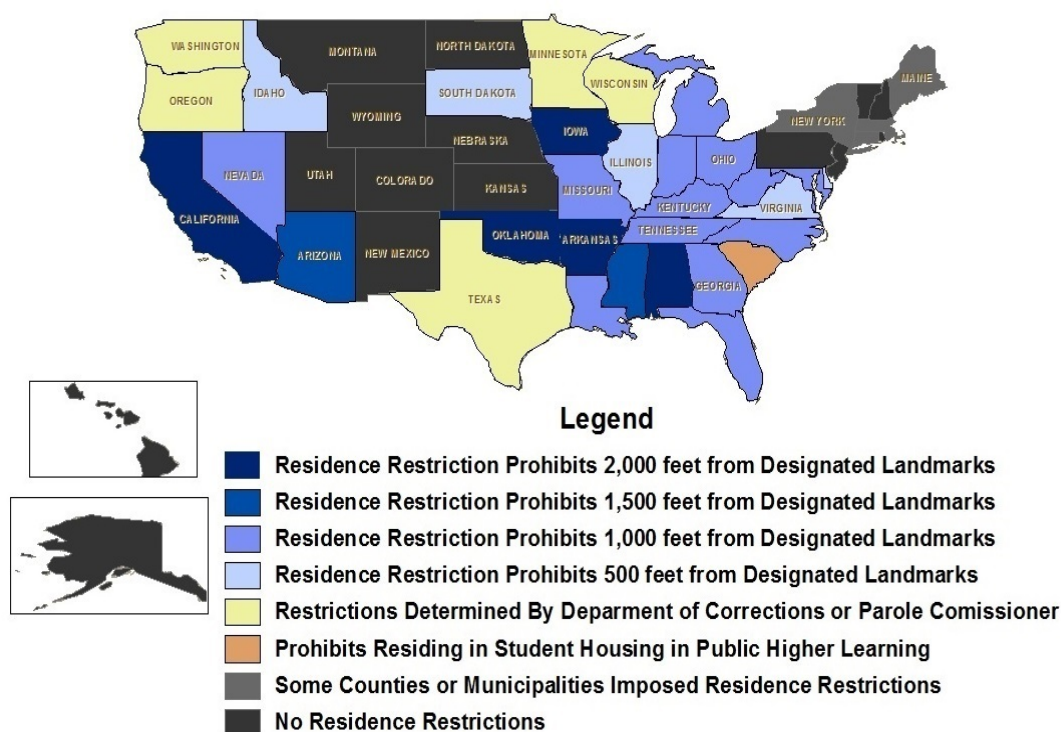 WASHINGTON
MONTANA
NORTH DAKOTA
MINNESOTA
MAINE
OREGON
IDAHO
SOUTH DAKOTA
WISCONSIN
NEW YORK
WYOMING
IOWA
NEBRASKA
ILLINOIS
OHIO
NEVADA
UTAH
COLORADO
KANSAS
MISSOURI
KENTUCKY
VIRGINIA
CALIFORNIA
TENNESSEE
ARIZONA
NEW MEXICO
OKLAHOMA
ARKANSAS
GEORGIA
TEXAS
Legend
Residence Restriction Prohibits 2,000 feet from Designated Landmarks
Residence Restriction Prohibits 1,500 feet from Designated Landmarks
Residence Restriction Prohibits 1,000 feet from Designated Landmarks
Residence Restriction Prohibits 500 feet from Designated Landmarks
Restrictions Determined By Deparment of Corrections or Parole Comissioner
Prohibits Residing in Student Housing in Public Higher Learning
Some Counties or Municipalities Imposed Residence Restrictions
No Residence Restrictions